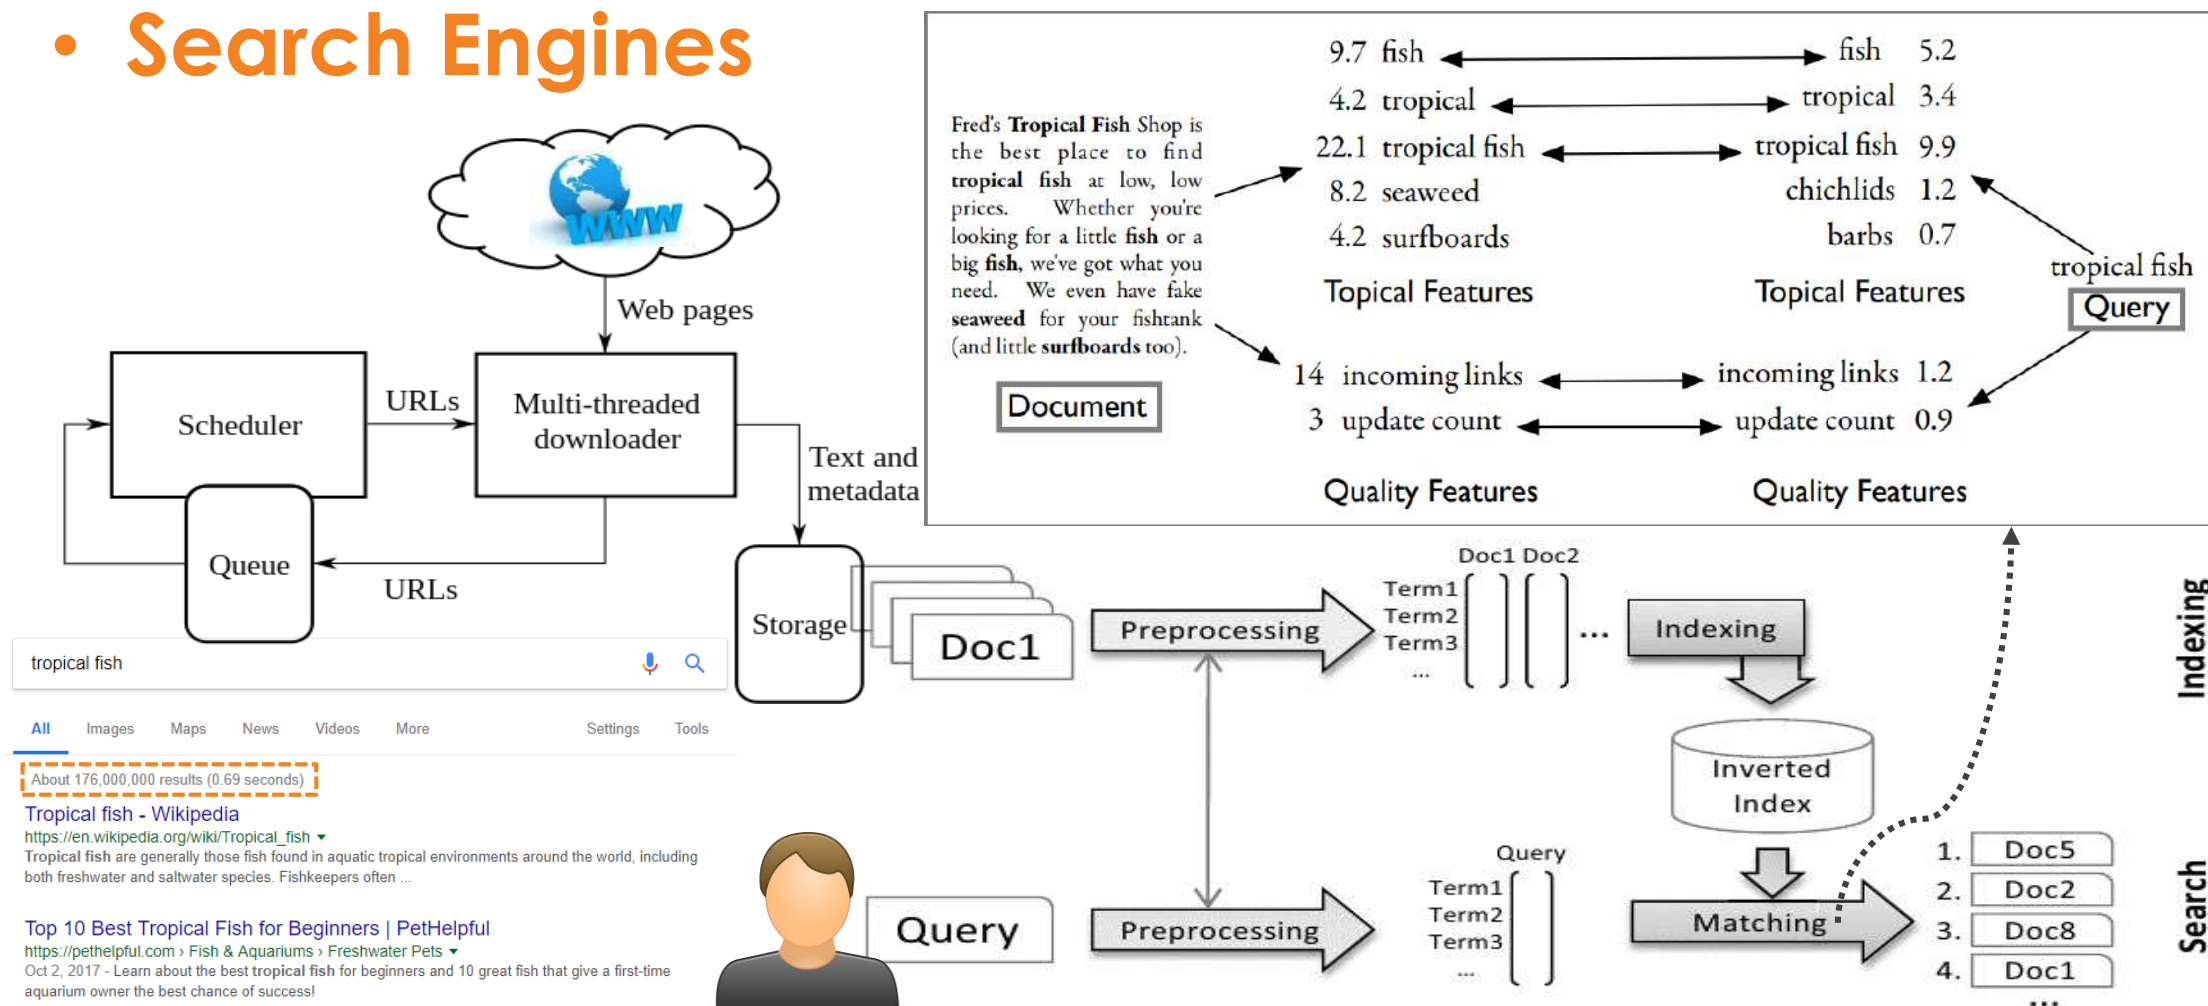 • Search Engines
WWW
Web pages
Scheduler
URLs
Multi-threaded
downloader
Text and
metadata
Queue
URLs
Storage
Fred's Tropical Fish Shop is
the best place to find
tropical fish at low, low
prices. Whether you're
looking for a little fish or a
big fish, we've got what you
need. We even have fake
seaweed for your fishtank
(and little surfboards too).
Document
9.7 fish
4.2 tropical
22.1 tropical fish
8.2 seaweed
4.2 surfboards
Topical Features
14 incoming links
3 update count
Quality Features
fish 5.2
tropical 3.4
tropical fish 9.9
chichlids 1.2
barbs 0.7
Topical Features
incoming links 1.2
update count 0.9
Quality Features
tropical fish
Query
Doc1
Preprocessing
Doc1 Doc2
Term1
Term2
Term3
...
...
Indexing
Indexing
Inverted
Index
tropical fish
All Images Maps News Videos More Settings Tools
About 176,000,000 results (0.69 seconds)
Tropical fish - Wikipedia
https://en.wikipedia.org/wiki/Tropical_fish
Tropical fish are generally those fish found in aquatic tropical environments around the world, including
both freshwater and saltwater species. Fishkeepers often ...
Top 10 Best Tropical Fish for Beginners | PetHelpful
https://pethelpful.com › Fish & Aquariums › Freshwater Pets
Oct 2, 2017 - Learn about the best tropical fish for beginners and 10 great fish that give a first-time
aquarium owner the best chance of success!
Query
Preprocessing
Query
Term1
Term2
Term3
...
Matching
1. Doc5
2. Doc2
3. Doc8
4. Doc1
...
Search